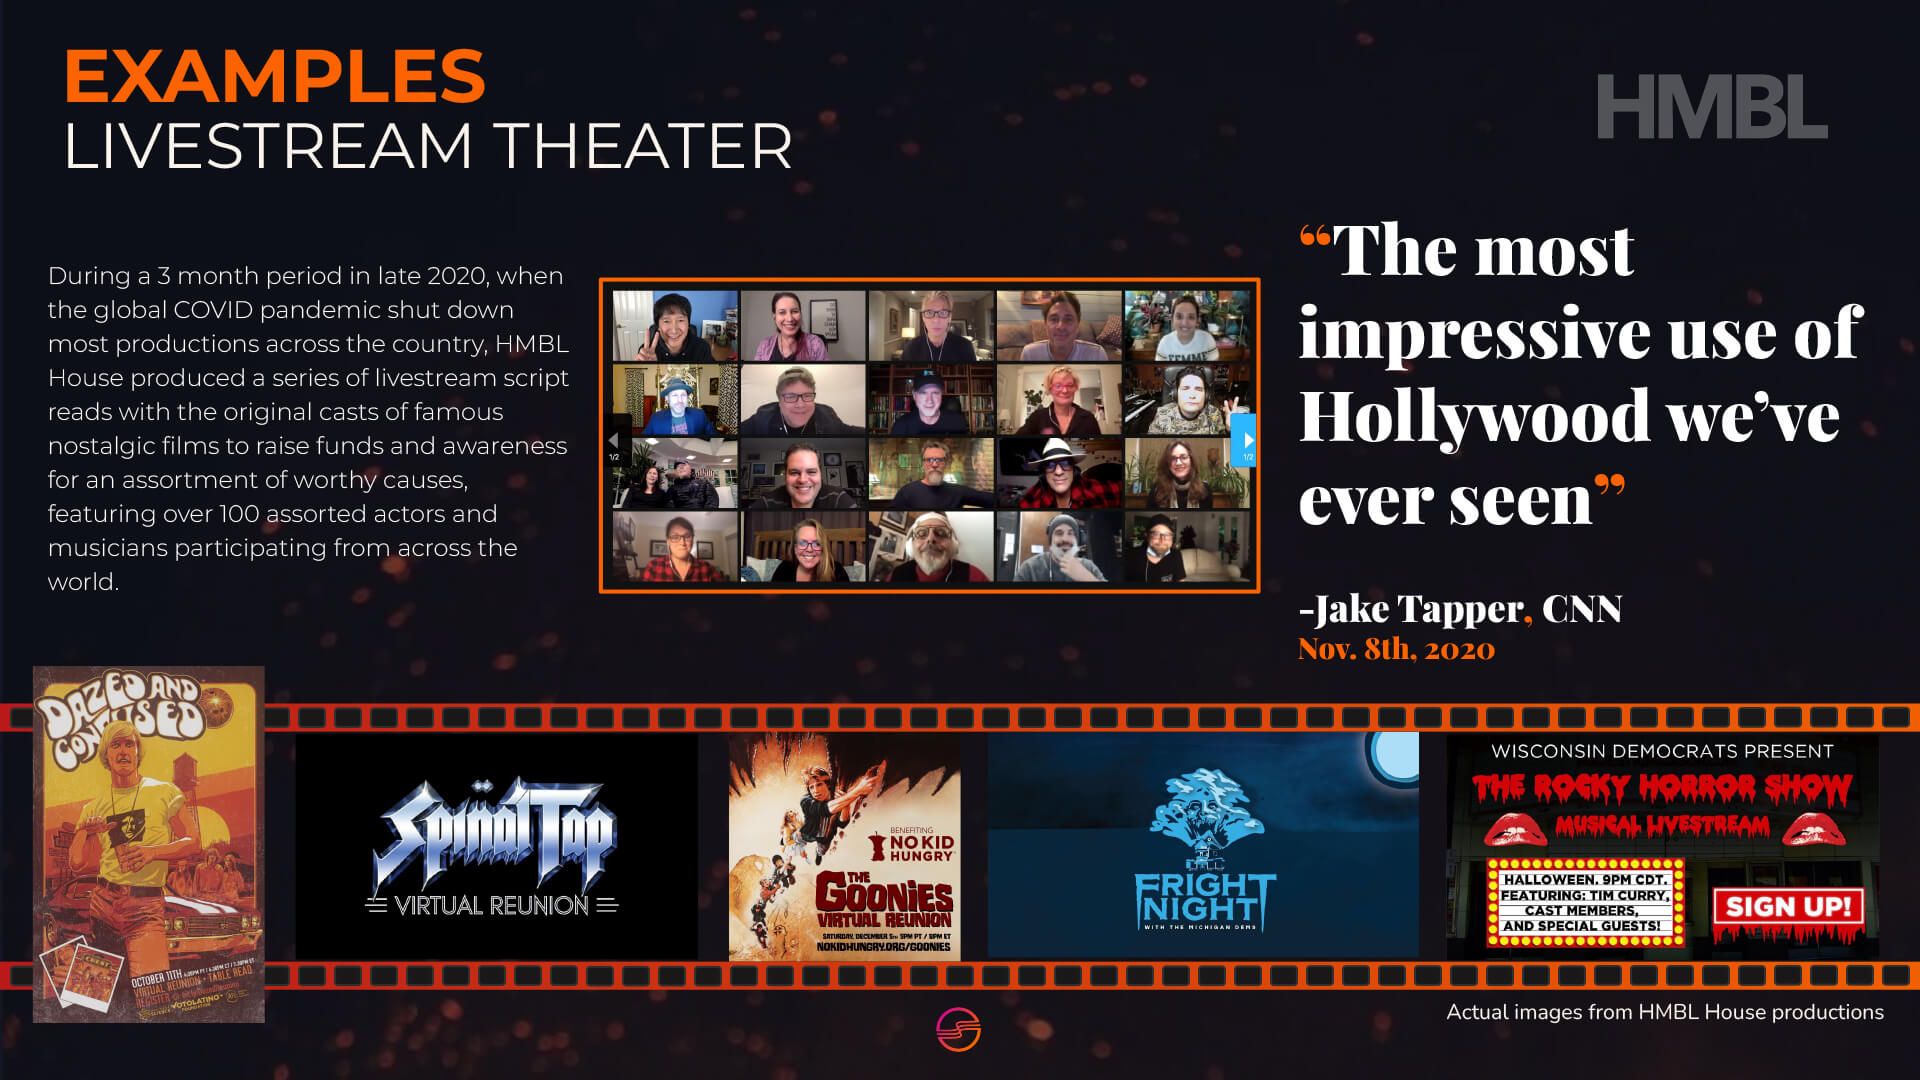 EXAMPLES
LIVESTREAM THEATER
HMBL
During a 3 month period in late 2020, when
the global COVID pandemic shut down
most productions across the country, HMBL
House produced a series of livestream script
reads with the original casts of famous
nostalgic films to raise funds and awareness
for an assortment of worthy causes,
featuring over 100 assorted actors and
musicians participating from across the
world.
1/2
1/2
FEMME
“The most
impressive use of
Hollywood we’ve
ever seen”
-Jake Tapper, CNN
Nov. 8th, 2020
DAZED AND
CONFUSED
OCTOBER 11TH
VIRTUAL REUNION • TABLE READ
REGISTER
VOTOLATINO
Spın̈al Tap
VIRTUAL REUNION
BENEFITING
NO KID
HUNGRY
THE
GOONIES
VIRTUAL REUNION
SATURDAY, DECEMBER 5TH 5PM PT / 8PM ET
NOKIDHUNGRY.ORG/GOONIES
FRIGHT
NIGHT
WITH THE MICHIGAN DEMS
WISCONSIN DEMOCRATS PRESENT
THE ROCKY HORROR SHOW
MUSICAL LIVESTREAM
HALLOWEEN. 9PM CDT.
FEATURING: TIM CURRY,
CAST MEMBERS,
AND SPECIAL GUESTS!
SIGN UP!
Actual images from HMBL House productions